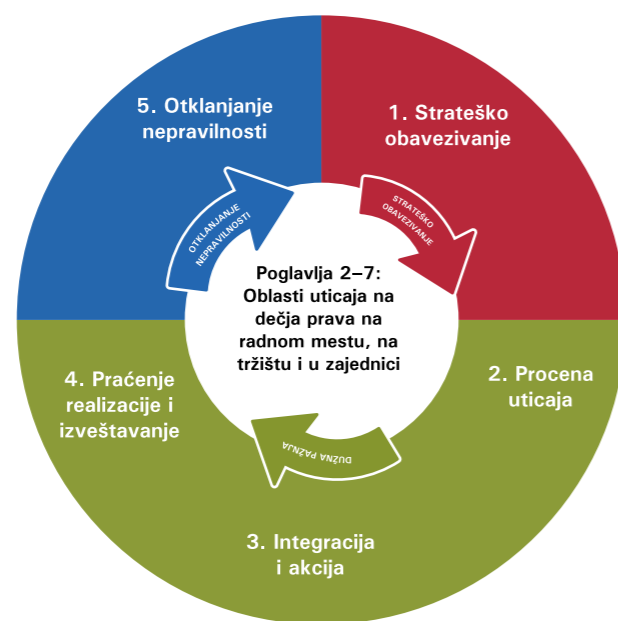 5. Otklanjanje
nepravilnosti
1. Strateško
obavezivanje
OTKLANJANJE
NEPRAVILNOSTI
STRATEŠKO
OBAVEZIVANJE
Poglavlja 2–7:
Oblasti uticaja na
dečja prava na
radnom mestu, na
tržištu i u zajednici
4. Praćenje
realizacije i
izveštavanje
2. Procena
uticaja
DUŽNA PAŽNJA
3. Integracija
i akcija